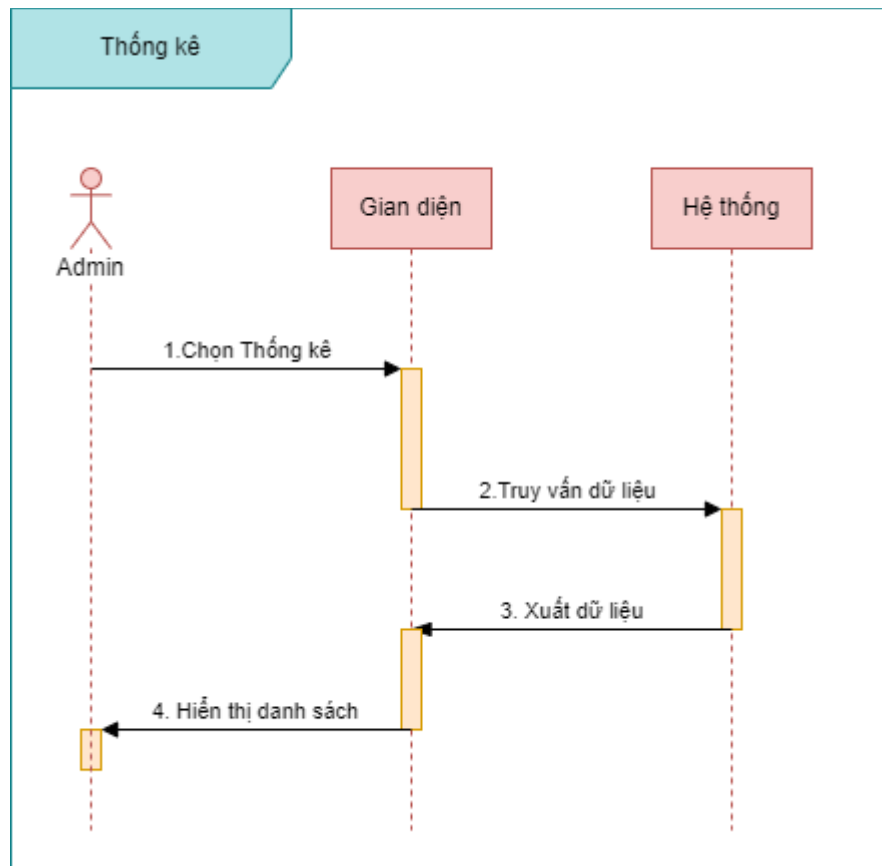 Thống kê
Admin
Gian diện
Hệ thống
1.Chọn Thống kê
2.Truy vấn dữ liệu
3. Xuất dữ liệu
4. Hiển thị danh sách